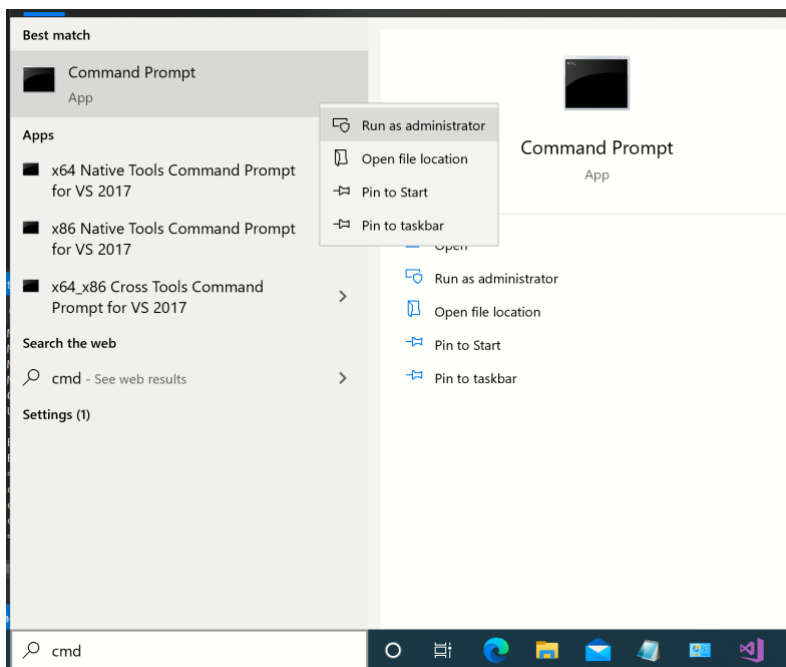 Best match
Command Prompt
App
Apps
x64 Native Tools Command Prompt
for VS 2017
x86 Native Tools Command Prompt
for VS 2017
x64_x86 Cross Tools Command
Prompt for VS 2017
Search the web
cmd - See web results
Settings (1)
cmd
Run as administrator
Open file location
Pin to Start
Pin to taskbar
Command Prompt
App
Open
Run as administrator
Open file location
Pin to Start
Pin to taskbar